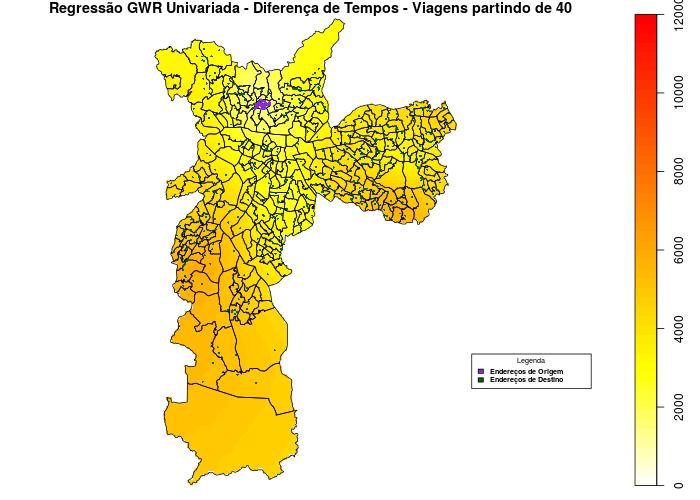 Regressão GWR Univariada - Diferença de Tempos - Viagens partindo de 40
12000
10000
8000
6000
4000
2000
0
Legenda
Endereços de Origem
Endereços de Destino